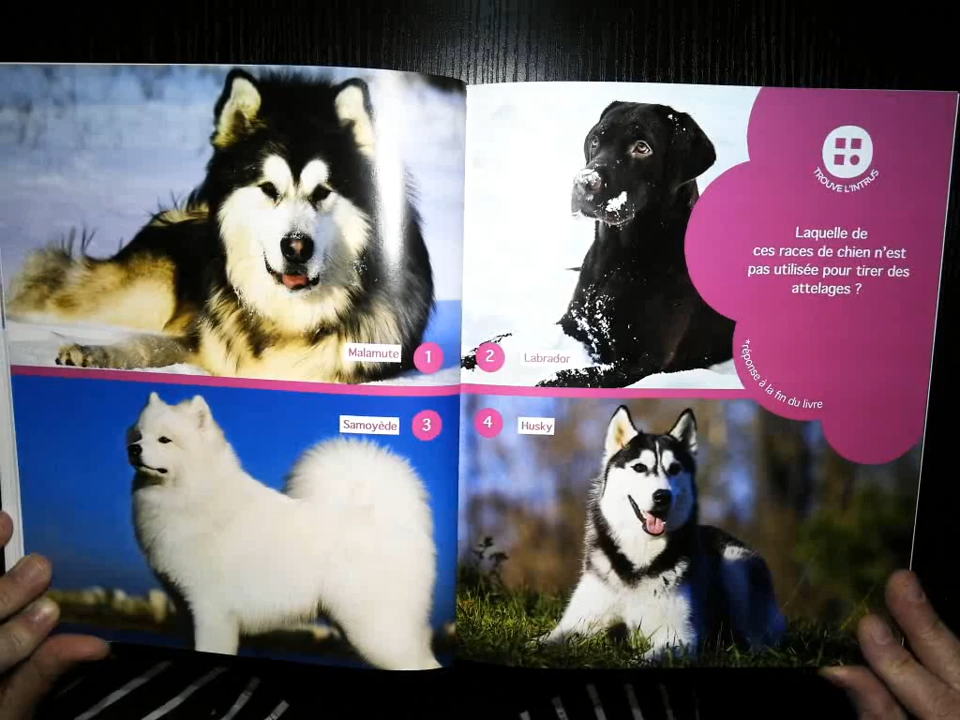 Malamute 1
2 Labrador
Samoyède 3
4 Husky
TROUVE L'INTRUS
Laquelle de
ces races de chien n'est
pas utilisée pour tirer des
attelages ?
*réponse à la fin du livre